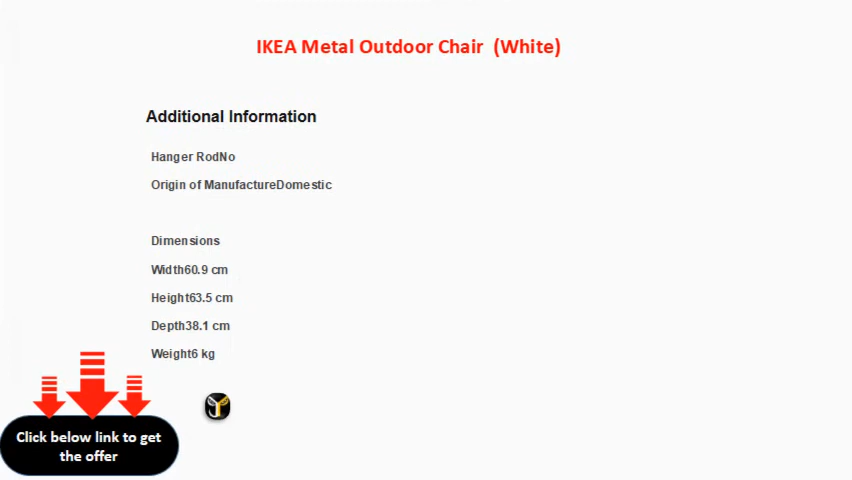 IKEA Metal Outdoor Chair (White)
Additional Information
Hanger RodNo
Origin of ManufactureDomestic
Dimensions
Width60.9 cm
Height63.5 cm
Depth38.1 cm
Weight6 kg
Click below link to get
the offer